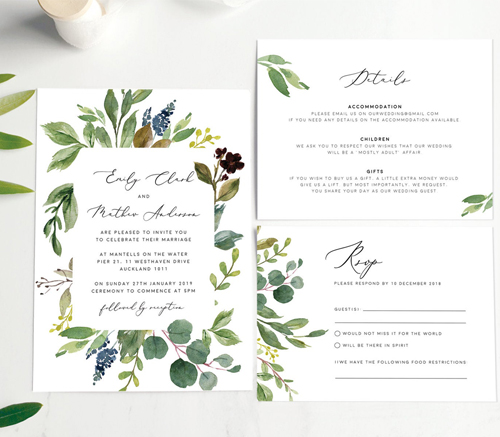 Emily Clark
AND
Mathew Anderson
ARE PLEASED TO INVITE YOU
TO CELEBRATE THEIR MARRIAGE
AT MANTELLS ON THE WATER
PIER 21, 11 WESTHAVEN DRIVE
AUCKLAND 1011
ON SUNDAY 27TH JANUARY 2019
CEREMONY TO COMMENCE AT 5PM
followed by reception
Details
ACCOMMODATION
PLEASE EMAIL US ON OURWEDDING@GMAIL.COM
IF YOU NEED ANY DETAILS ON THE ACCOMODATION AVAILABLE
CHILDREN
WE ASK YOU TO RESPECT OUR WISHES THAT OUR WEDDING
WILL BE A 'MOSTLY ADULT' AFFAIR
GIFTS
IF YOU WISH TO BUY US A GIFT, A LITTLE EXTRA MONEY WOULD
GIVE US A LIFT. BUT MOST IMPORTANTLY, WE REQUEST,
YOU SHARE YOUR DAY AS OUR WEDDING GUEST
Rsvp
PLEASE RESPOND BY 10 DECEMBER 2018
GUEST(S):
WOULD NOT MISS IT FOR THE WORLD
WILL BE THERE IN SPIRIT
I/WE HAVE THE FOLLOWING FOOD RESTRICTIONS